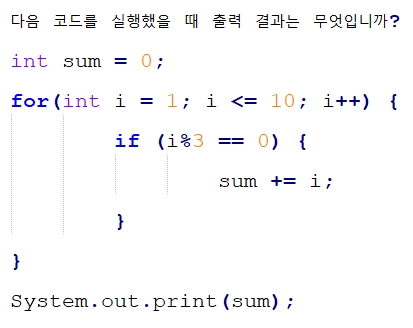 다음 코드를 실행했을 때 출력 결과는 무엇입니까?
int sum = 0;
for(int i = 1; i <= 10; i++) {
if (i%3 == 0) {
sum += i;
}
}
System.out.print(sum);